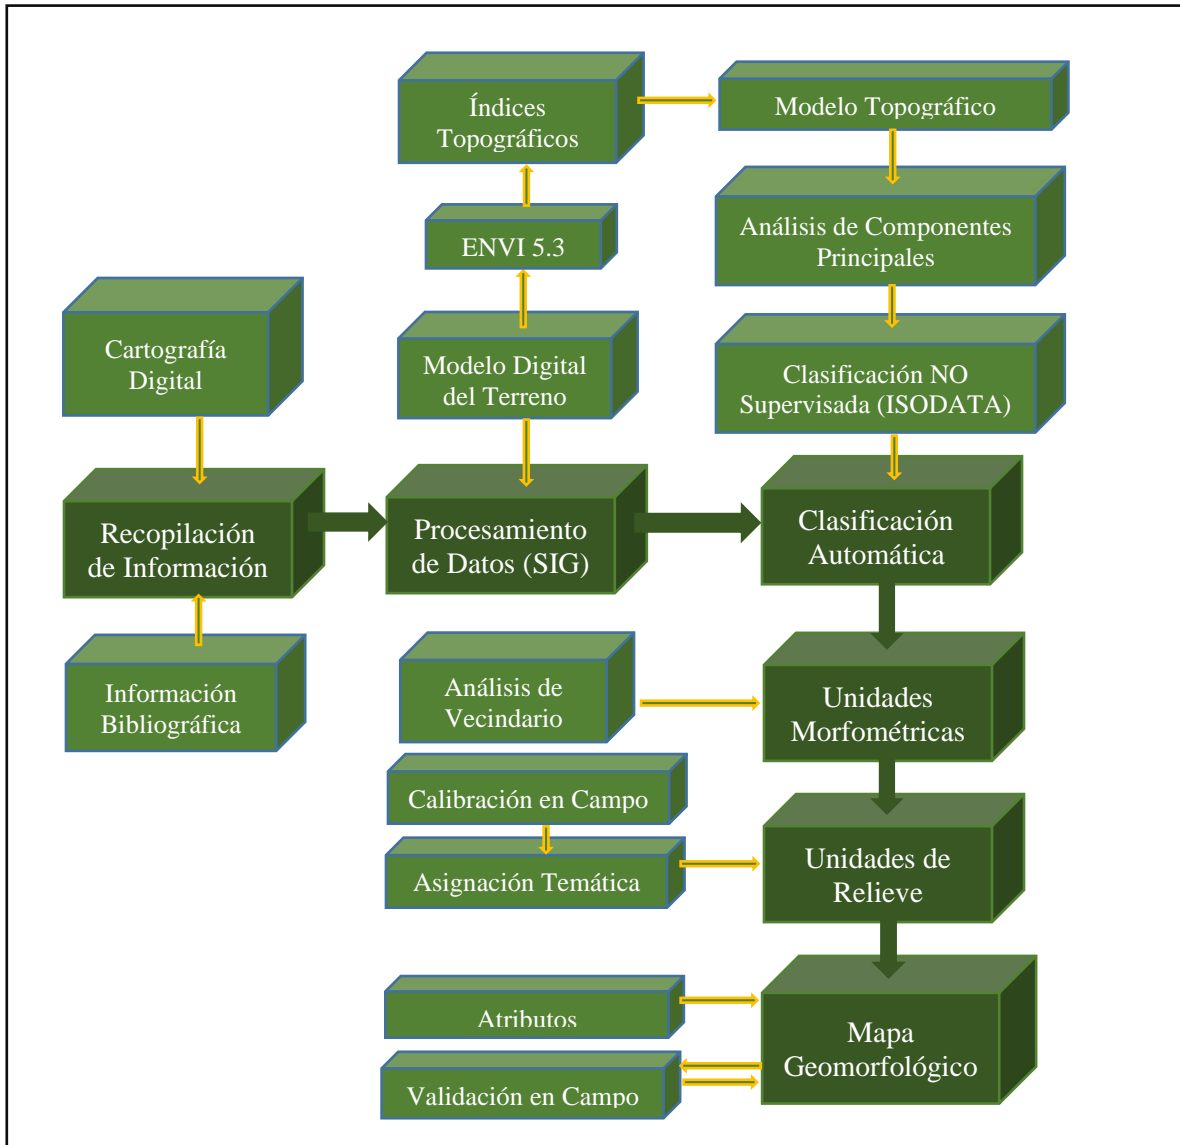 Índices
Topográficos
Modelo Topográfico
ENVI 5.3
Análisis de Componentes
Principales
Cartografía
Digital
Modelo Digital
del Terreno
Clasificación NO
Supervisada (ISODATA)
Recopilación
de Información
Procesamiento
de Datos (SIG)
Clasificación
Automática
Información
Bibliográfica
Análisis de
Vecindario
Unidades
Morfométricas
Calibración en Campo
Asignación Temática
Unidades de
Relieve
Atributos
Validación en Campo
Mapa
Geomorfológico